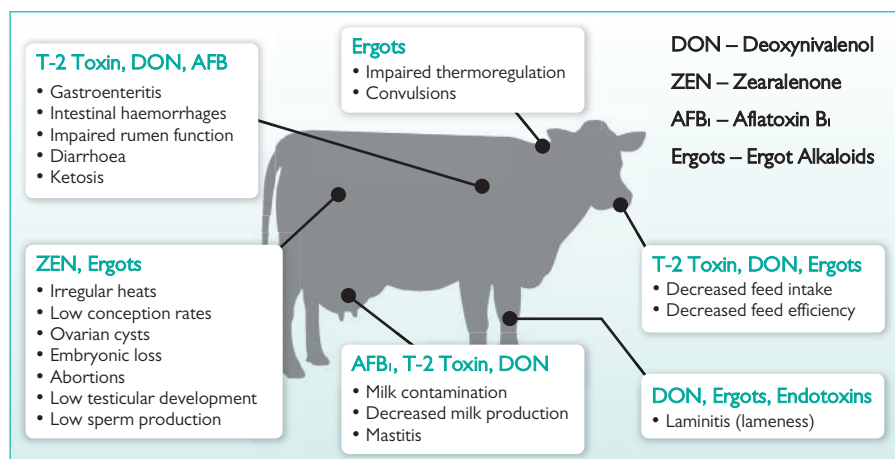 T-2 Toxin, DON, AFB
• Gastroenteritis
• Intestinal haemorrhages
• Impaired rumen function
• Diarrhoea
• Ketosis
Ergots
• Impaired thermoregulation
• Convulsions
DON – Deoxynivalenol
ZEN – Zearalenone
AFB₁ – Aflatoxin B₁
Ergots – Ergot Alkaloids
ZEN, Ergots
• Irregular heats
• Low conception rates
• Ovarian cysts
• Embryonic loss
• Abortions
• Low testicular development
• Low sperm production
AFB₁, T-2 Toxin, DON
• Milk contamination
• Decreased milk production
• Mastitis
T-2 Toxin, DON, Ergots
• Decreased feed intake
• Decreased feed efficiency
DON, Ergots, Endotoxins
• Laminitis (lameness)